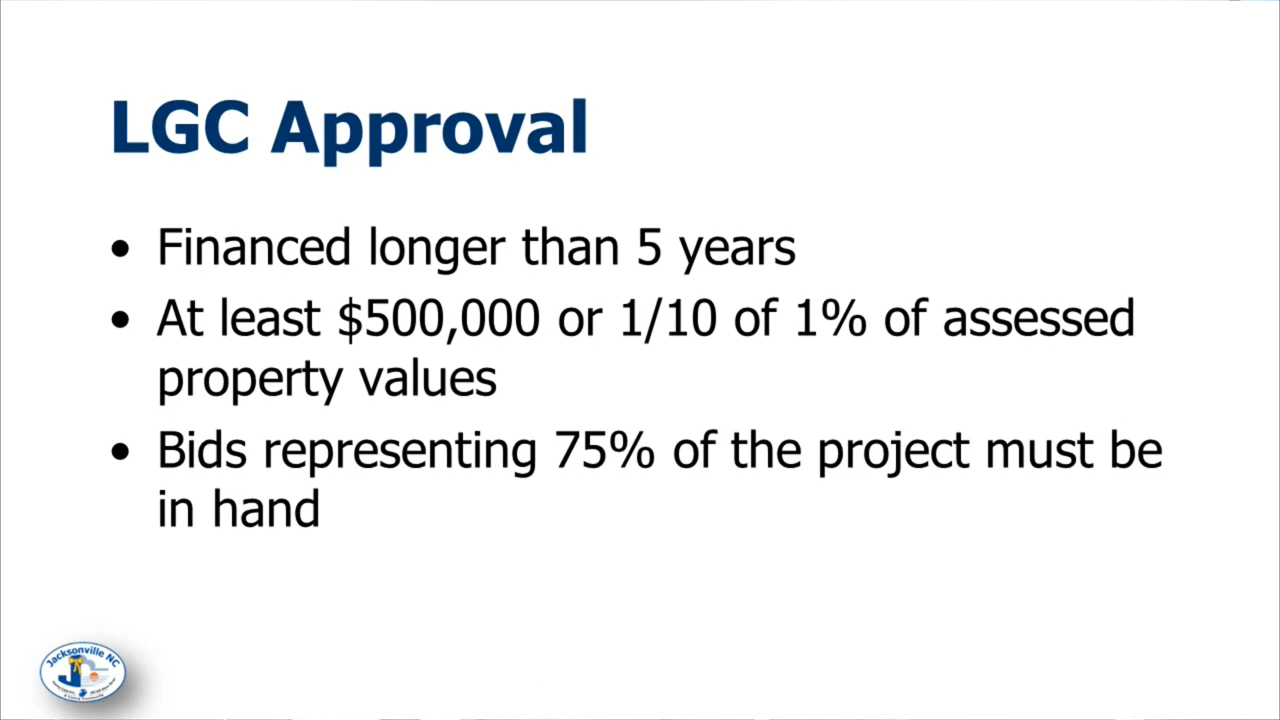 LGC Approval
• Financed longer than 5 years
• At least $500,000 or 1/10 of 1% of assessed
property values
• Bids representing 75% of the project must be
in hand
Jacksonville NC